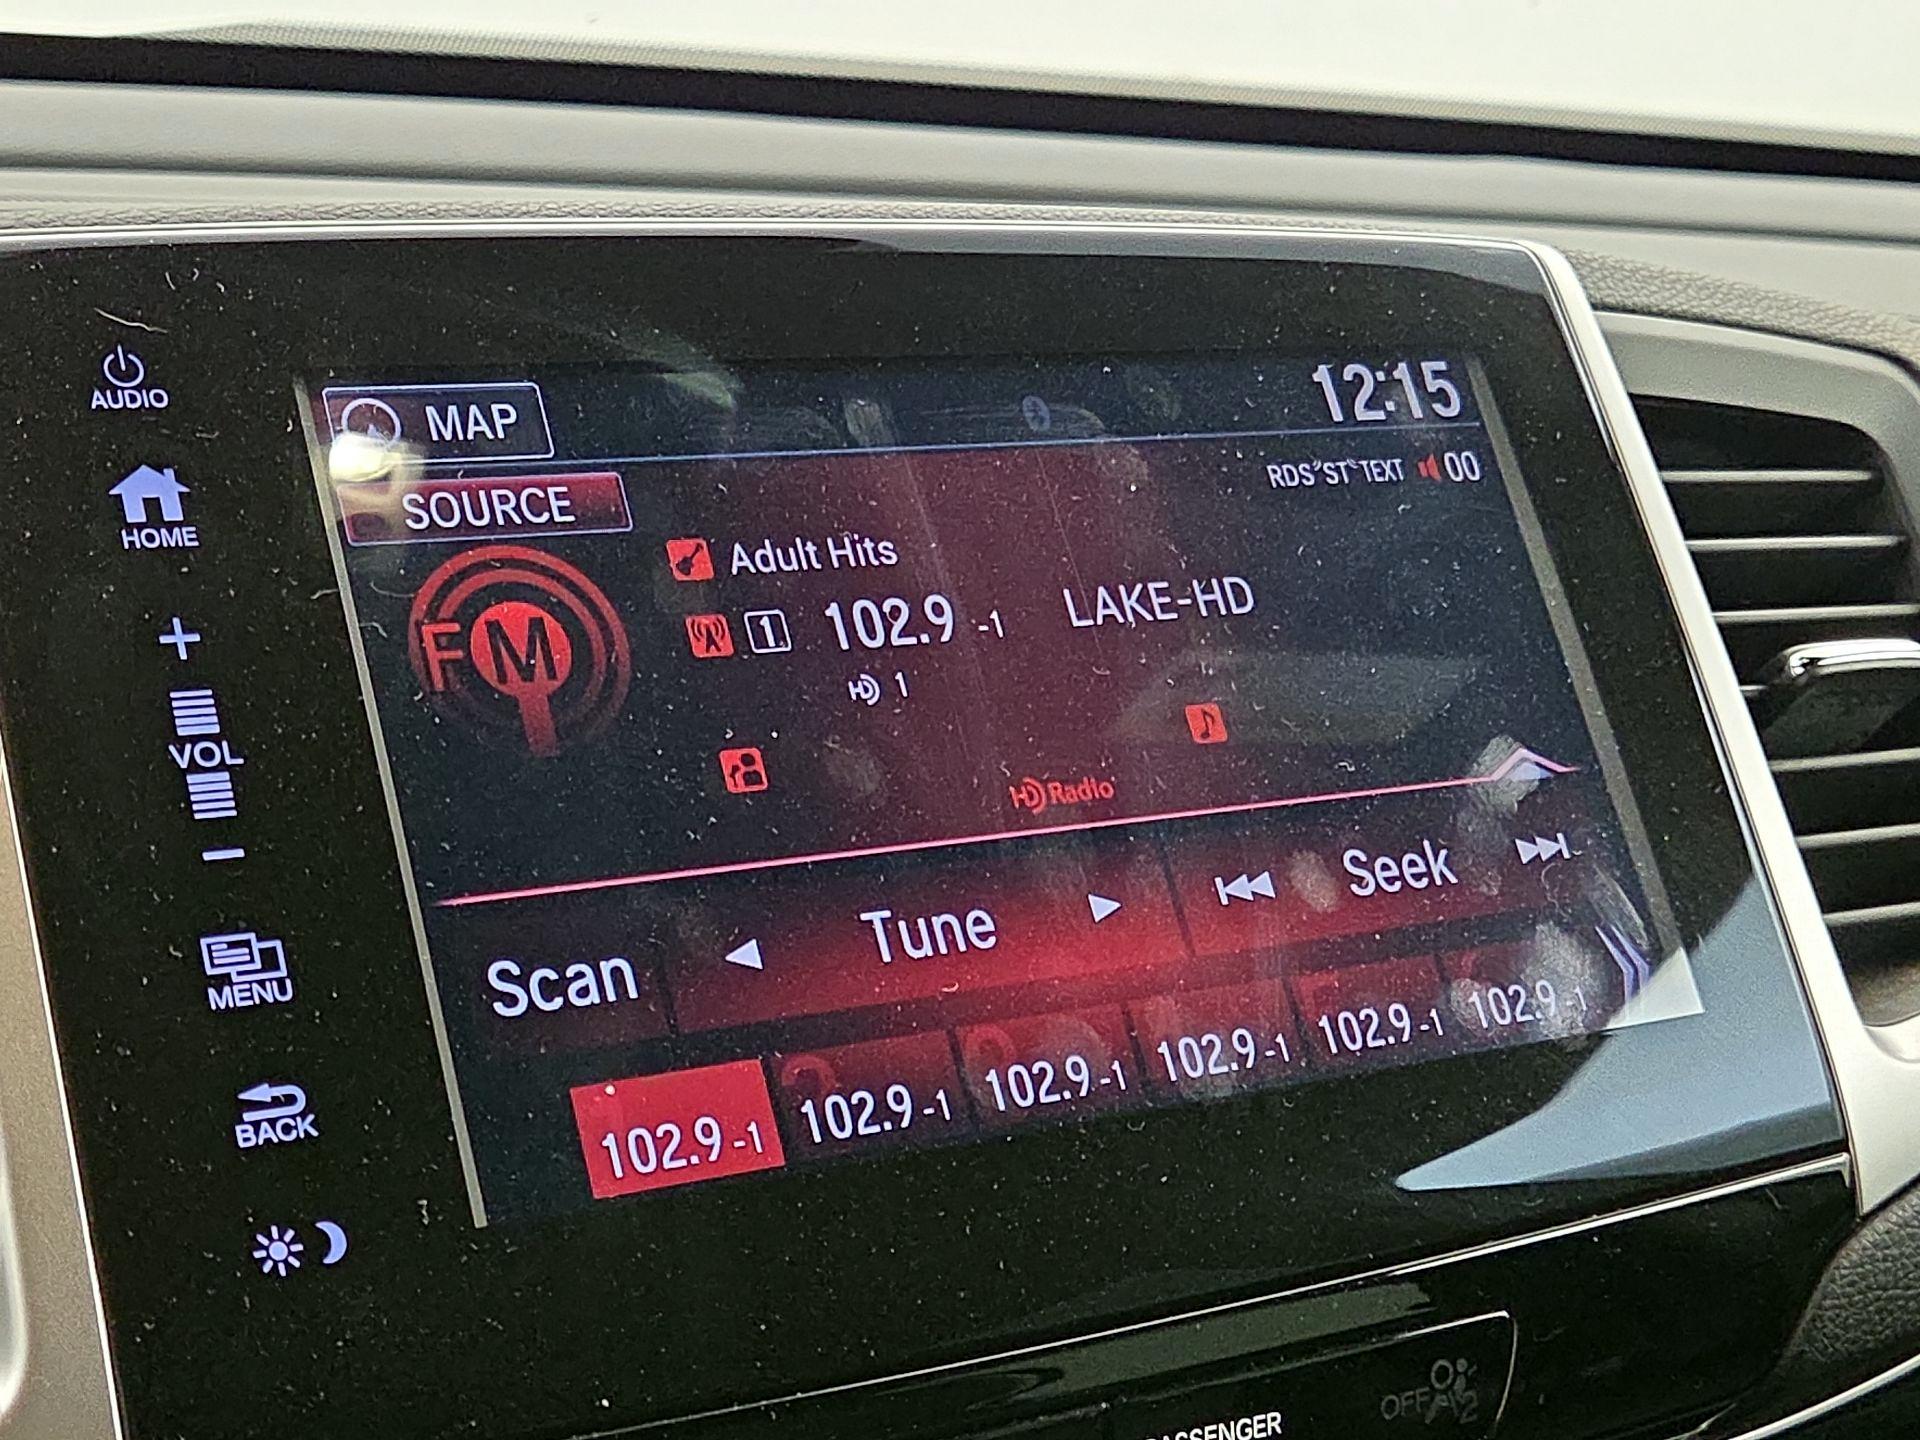 AUDIO
MAP
12:15
HOME
SOURCE
RDS ST TEXT 00
Adult Hits
FM
1 102.9 -1 LAKE-HD
HD 1
VOL
HD Radio
Scan Tune Seek
MENU
102.9-1 102.9-1 102.9-1 102.9-1 102.9-1 102.9-1
BACK
OFF
PASSENGER